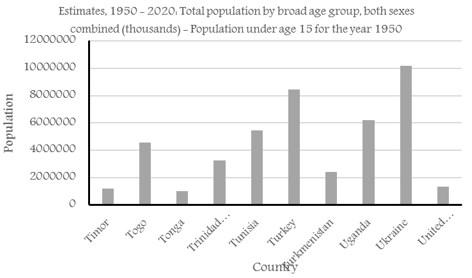 Estimates, 1950 - 2020: Total population by broad age group, both sexes
combined (thousands) - Population under age 15 for the year 1950
12000000
10000000
8000000
6000000
4000000
2000000
0
Population
Timor
Togo
Tonga
Trinidad...
Tunisia
Turkey
Turkmenistan
Uganda
Ukraine
United...
Country